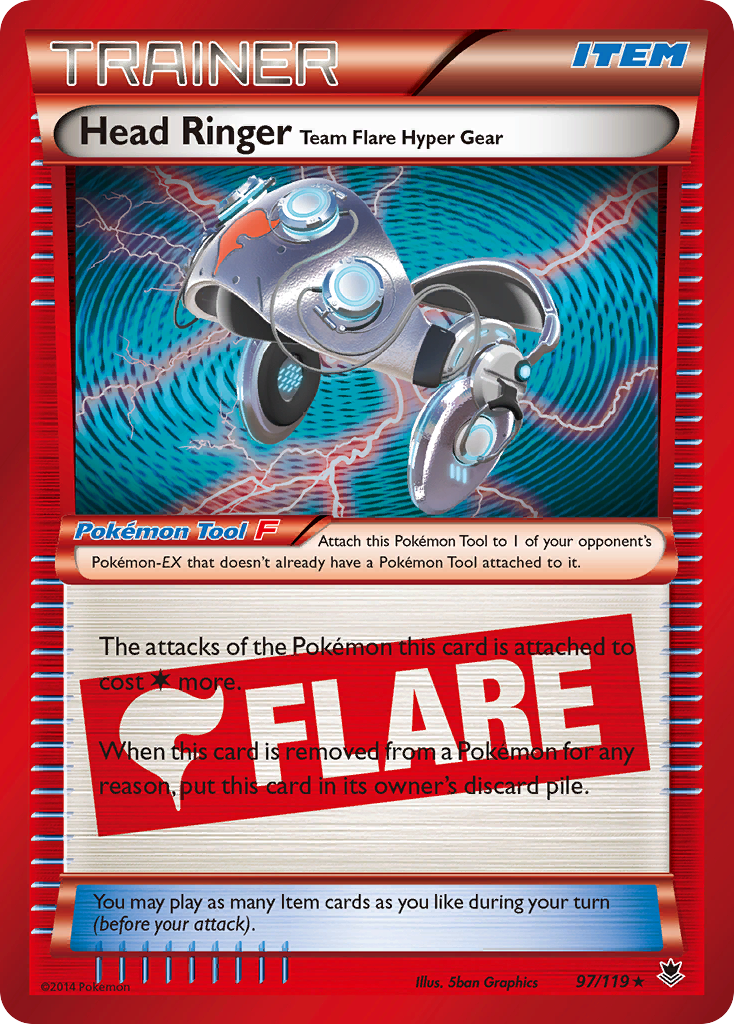 TRAINER
ITEM
Head Ringer Team Flare Hyper Gear
Pokémon Tool F
Attach this Pokémon Tool to 1 of your opponent's
Pokémon-EX that doesn't already have a Pokémon Tool attached to it.
The attacks of the Pokémon this card is attached to
cost ✶ more.
FLARE
When this card is removed from a Pokémon for any
reason, put this card in its owner's discard pile.
You may play as many Item cards as you like during your turn
(before your attack).
©2014 Pokémon
Illus. 5ban Graphics
97/119 ★